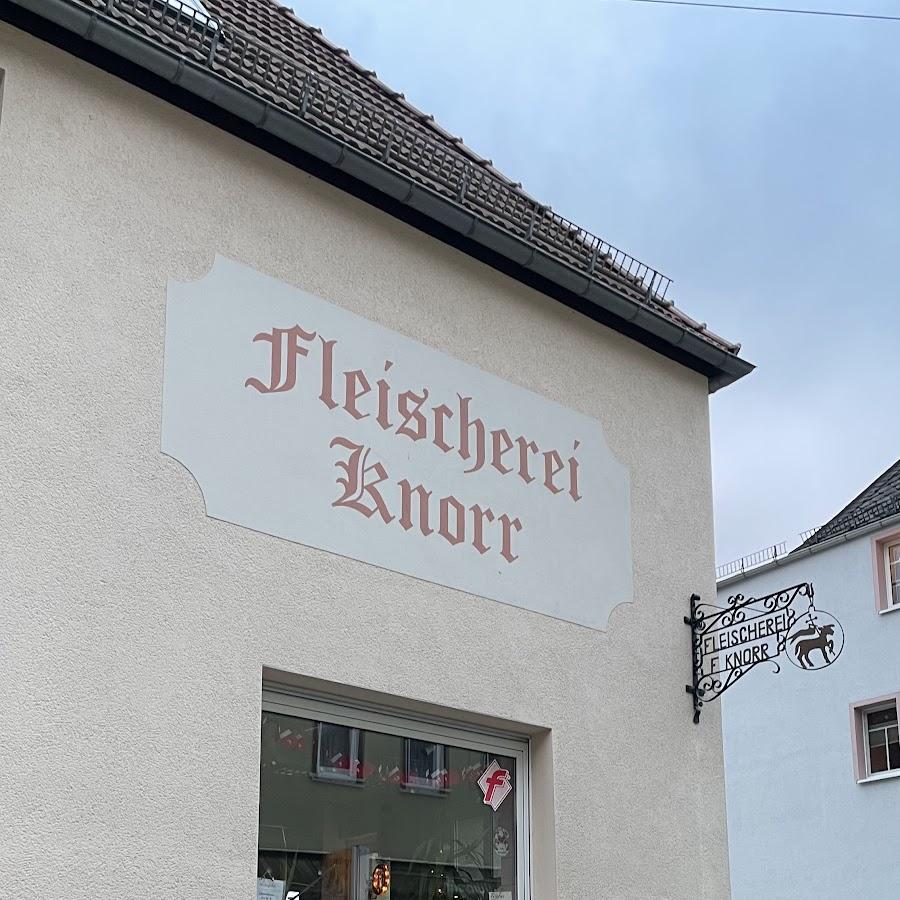 Fleischerei
Knorr
FLEISCHEREI
F KNORR
f